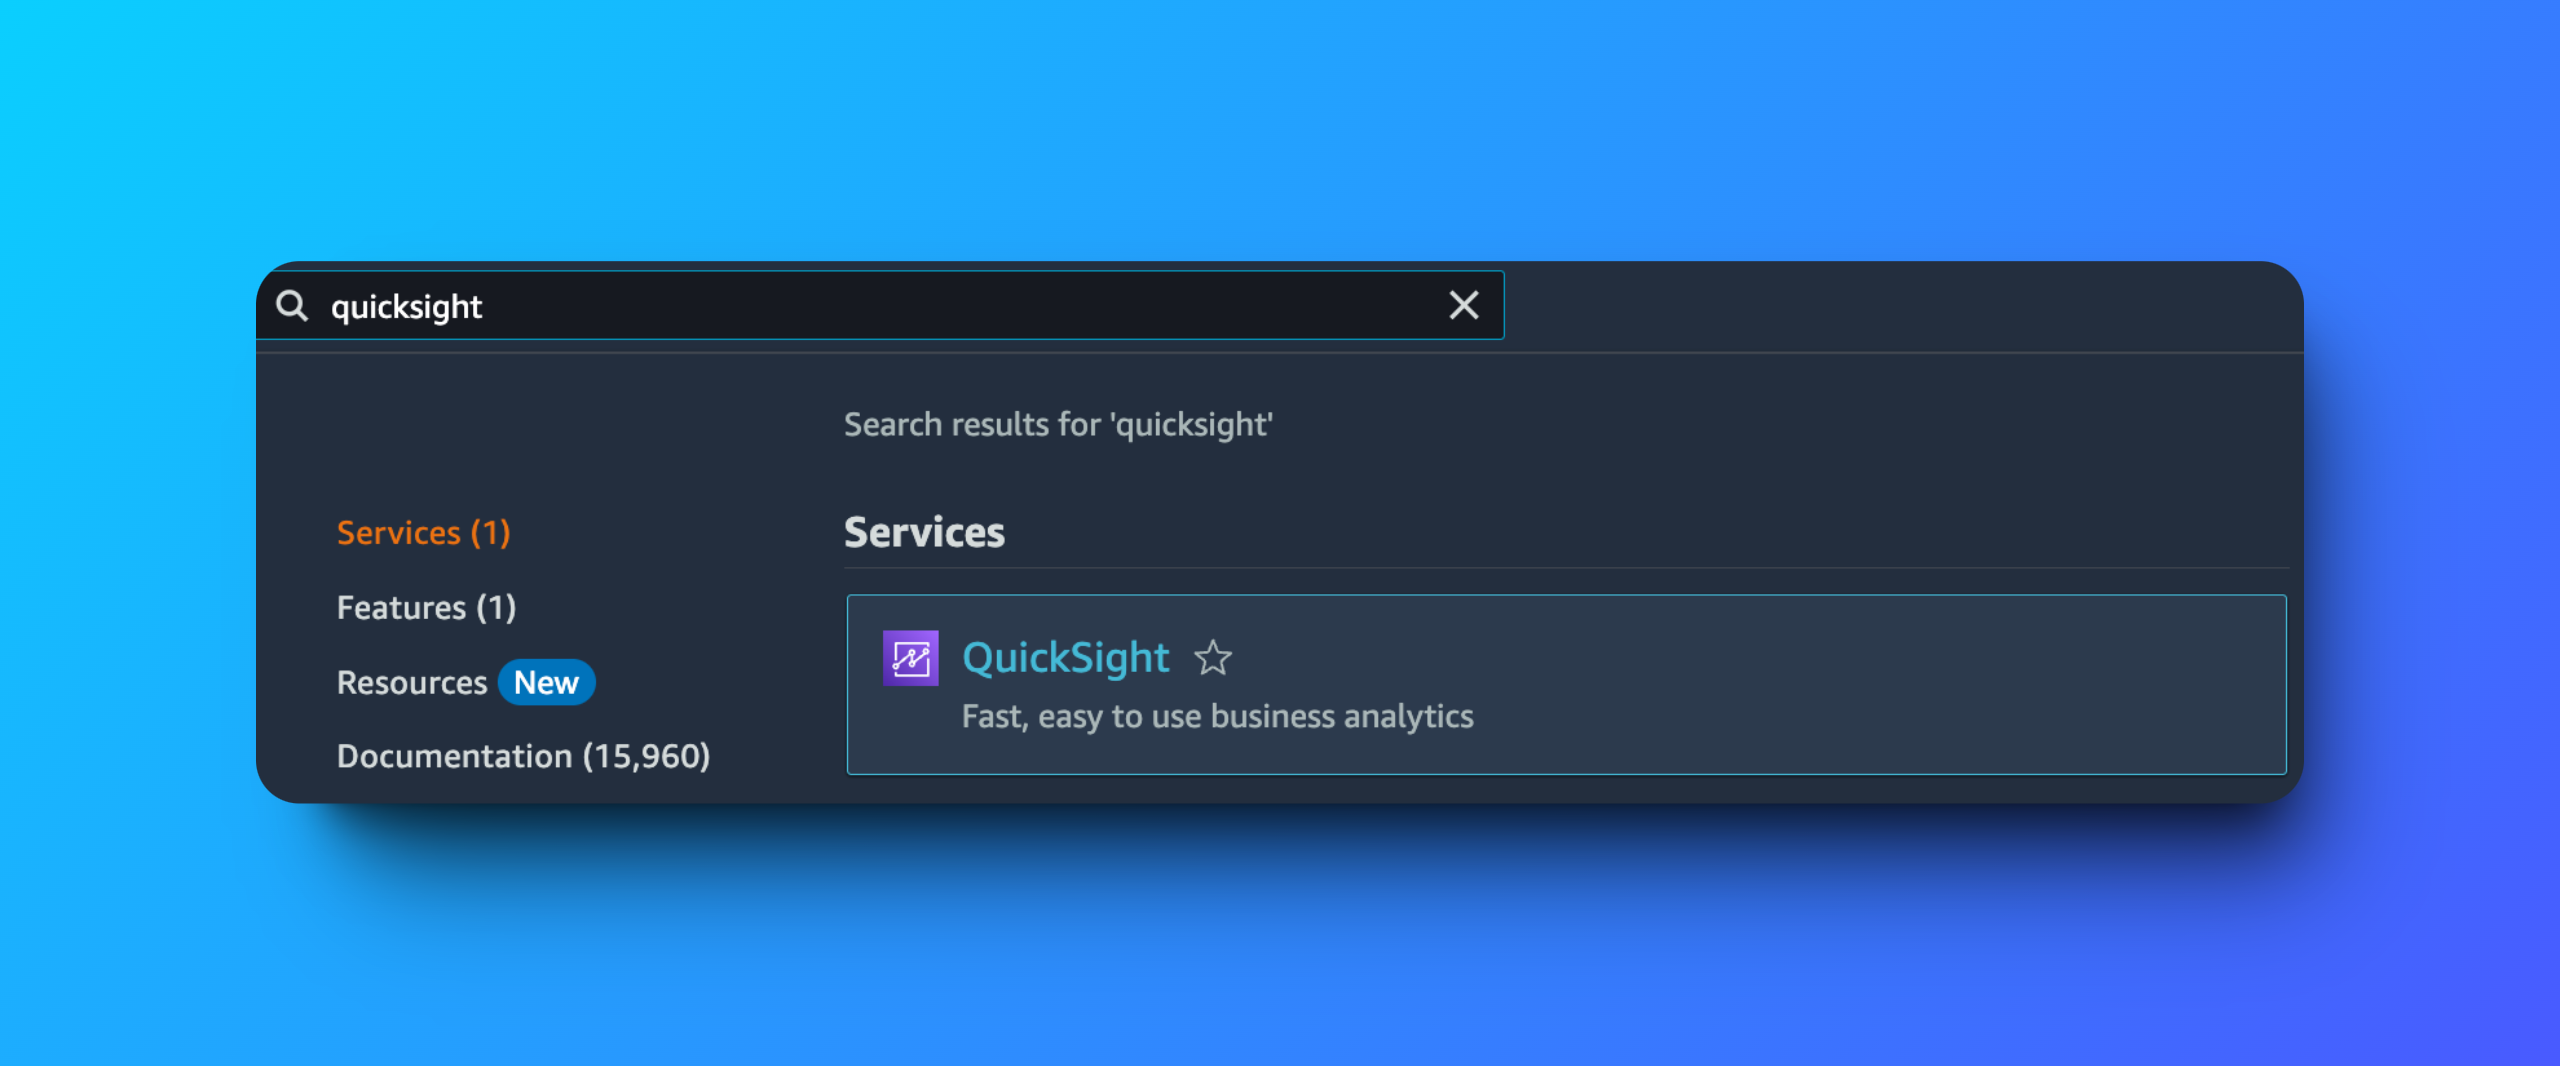 quicksight
Search results for 'quicksight'
Services (1)
Features (1)
Resources New
Documentation (15,960)
Services
QuickSight
Fast, easy to use business analytics